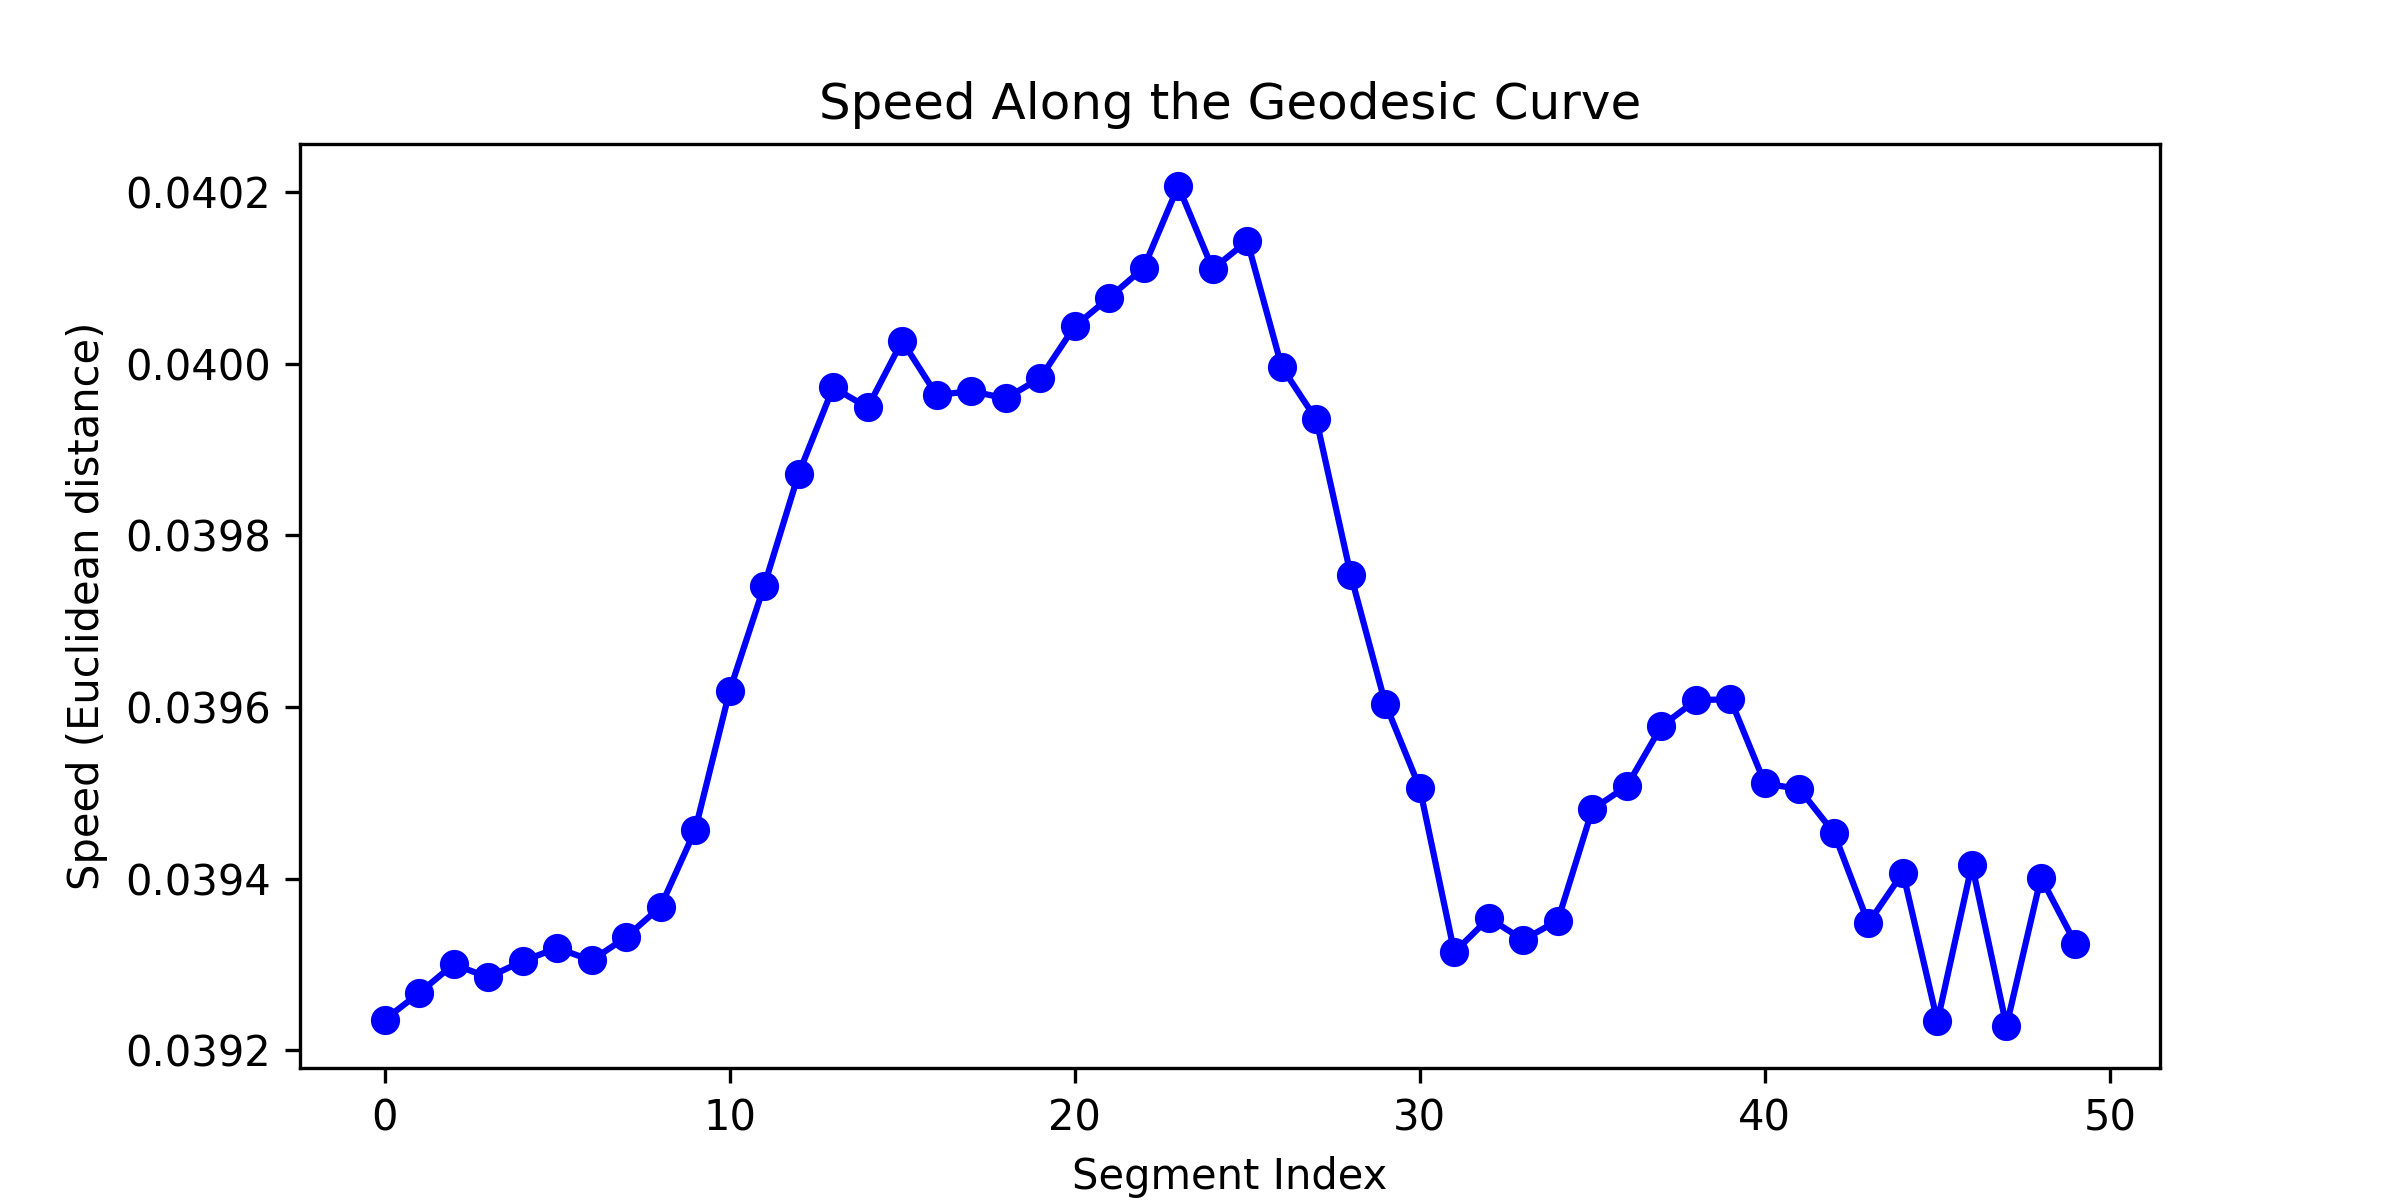 Speed Along the Geodesic Curve
Speed (Euclidean distance)
0.0402
0.0400
0.0398
0.0396
0.0394
0.0392
0 10 20 30 40 50
Segment Index